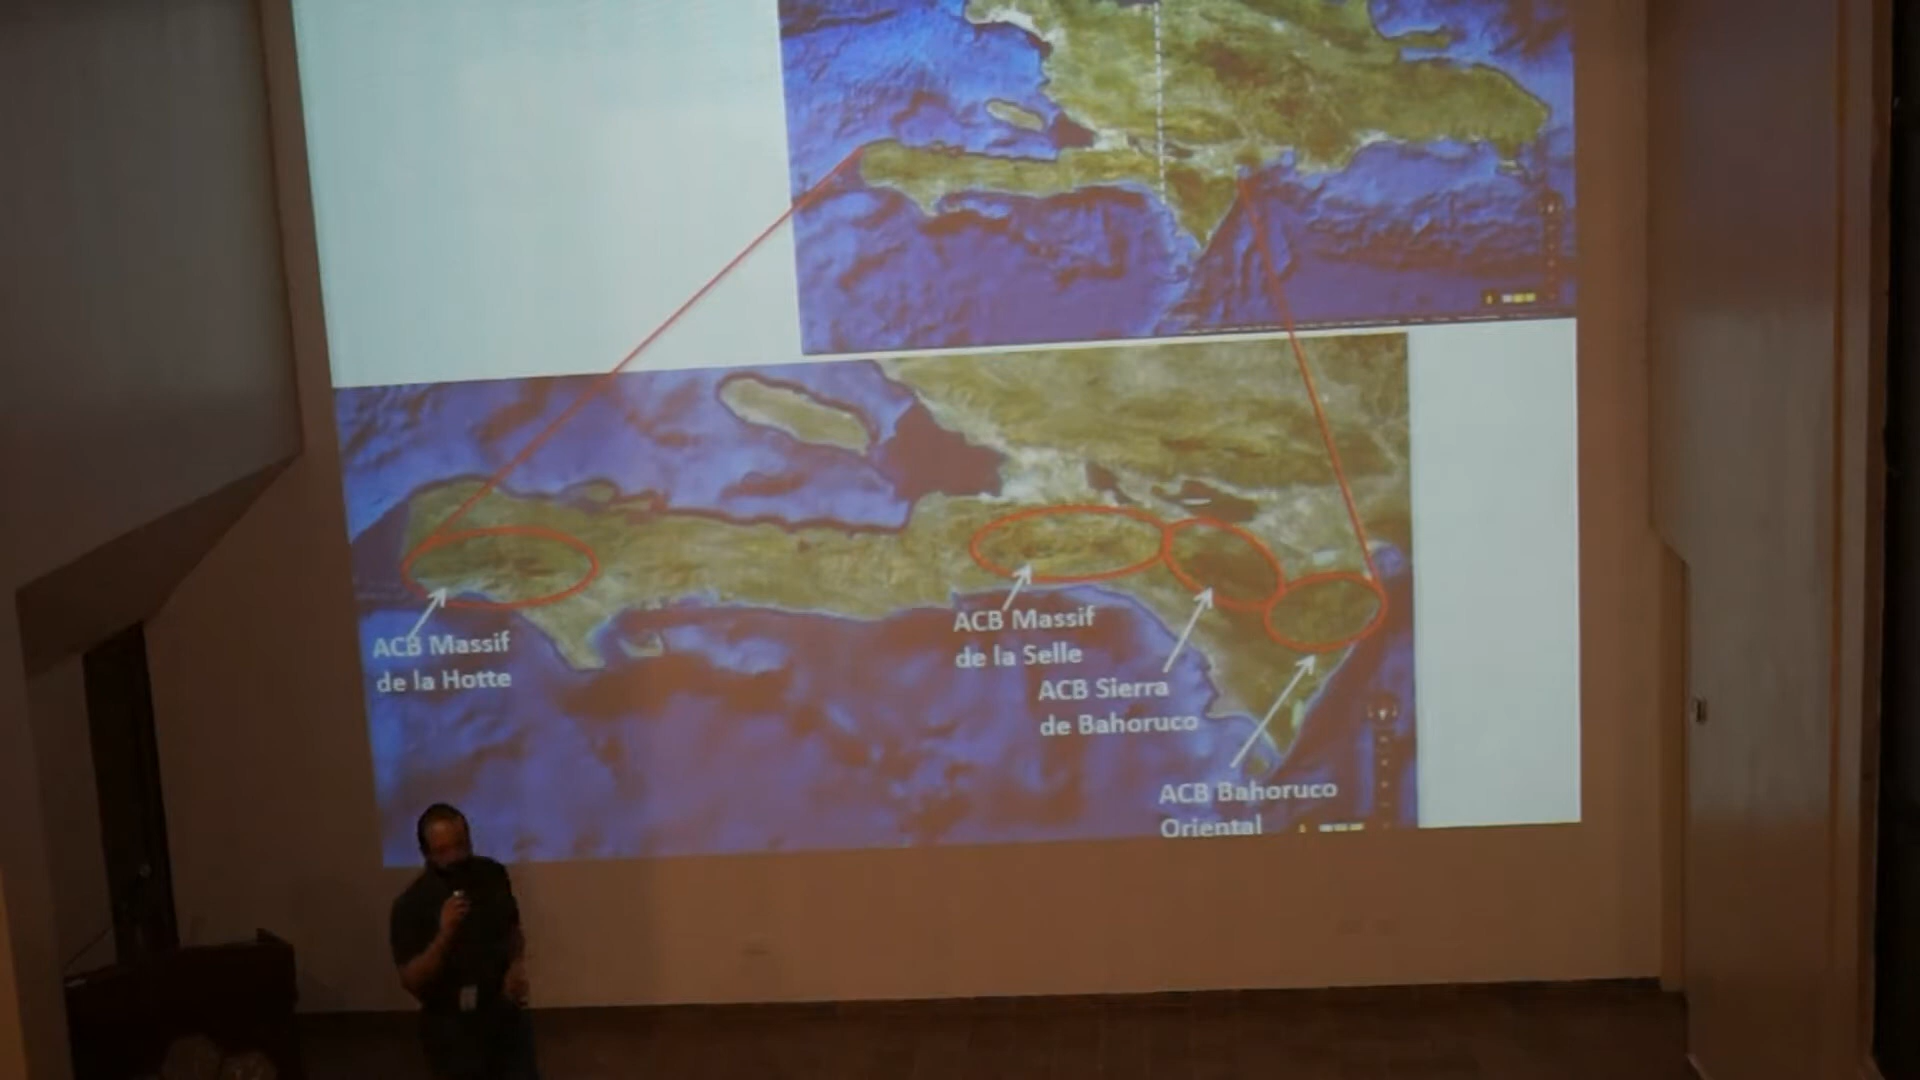 ACB Massif
de la Hotte
ACB Massif
de la Selle
ACB Sierra
de Bahoruco
ACB Bahoruco
Oriental